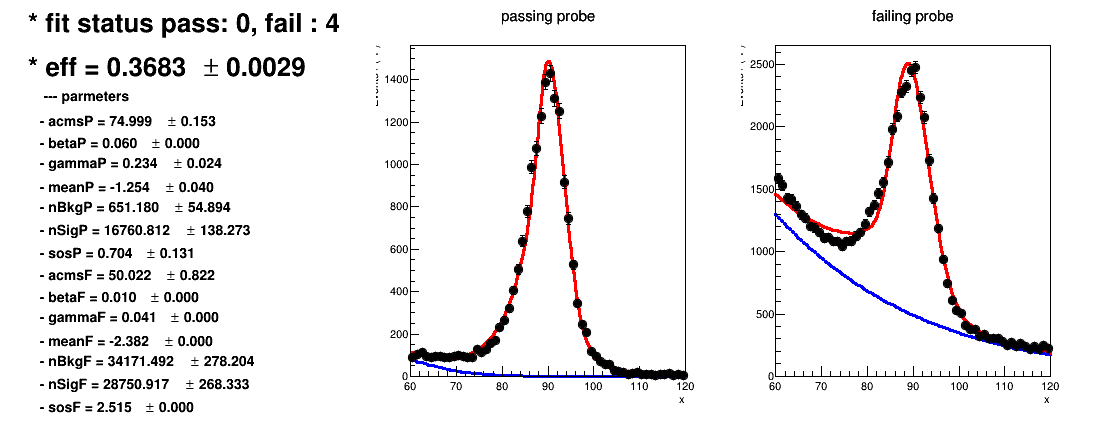 * fit status pass: 0, fail : 4
* eff = 0.3683 ± 0.0029
--- parmeters
- acmsP = 74.999 ± 0.153
- betaP = 0.060 ± 0.000
- gammaP = 0.234 ± 0.024
- meanP = -1.254 ± 0.040
- nBkgP = 651.180 ± 54.894
- nSigP = 16760.812 ± 138.273
- sosP = 0.704 ± 0.131
- acmsF = 50.022 ± 0.822
- betaF = 0.010 ± 0.000
- gammaF = 0.041 ± 0.000
- meanF = -2.382 ± 0.000
- nBkgF = 34171.492 ± 278.204
- nSigF = 28750.917 ± 268.333
- sosF = 2.515 ± 0.000
passing probe
1400
1200
1000
800
600
400
200
0
60 70 80 90 100 110 120
x
failing probe
2500
2000
1500
1000
500
0
60 70 80 90 100 110 120
x